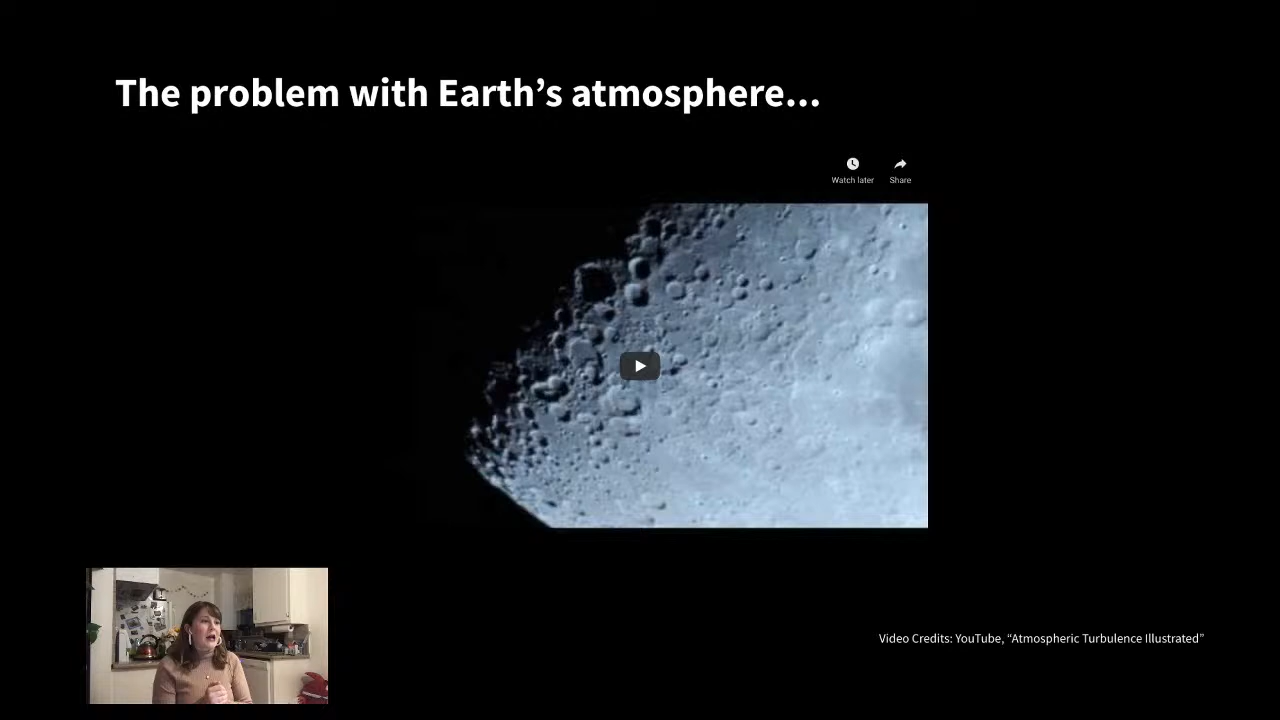 The problem with Earth’s atmosphere...
Watch later
Share
Video Credits: YouTube, “Atmospheric Turbulence Illustrated”